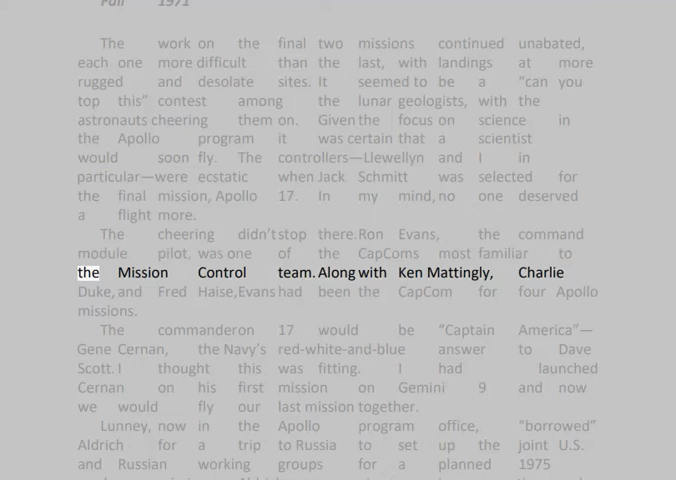 Fall 1971
The work on the final two missions continued unabated,
each one more difficult than the last, with landings at more
rugged and desolate sites. It seemed to be a “can you
top this” contest among the lunar geologists, with the
astronauts cheering them on. Given the focus on science in
the Apollo program it was certain that a scientist
would soon fly. The controllers—Llewellyn and I in
particular—were ecstatic when Jack Schmitt was selected for
the final mission, Apollo 17. In my mind, no one deserved
a flight more.
The cheering didn’t stop there. Ron Evans, the command
module pilot, was one of the CapComs most familiar to
the Mission Control team. Along with Ken Mattingly, Charlie
Duke, and Fred Haise, Evans had been the CapCom for four Apollo
missions.
The commander on 17 would be “Captain America”—
Gene Cernan, the Navy’s red-white-and-blue answer to Dave
Scott. I thought this was fitting. I had launched
Cernan on his first mission on Gemini 9 and now
we would fly our last mission together.
Lunney, now in the Apollo program office, “borrowed”
Aldrich for a trip to Russia to set up the joint U.S.
and Russian working groups for a planned 1975